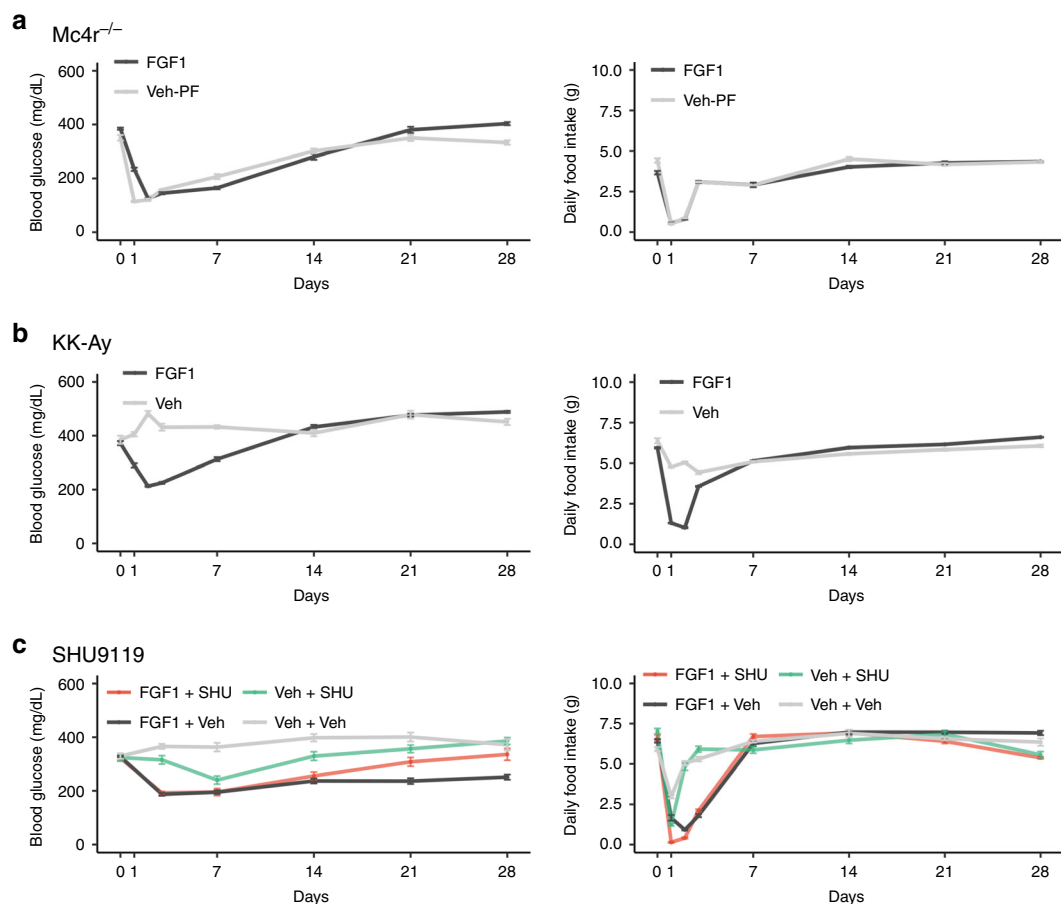 a
Mc4r–/–
Blood glucose (mg/dL)
600
400
200
0
FGF1
Veh-PF
0 1 7 14 21 28
Days
Daily food intake (g)
10.0
7.5
5.0
2.5
0.0
FGF1
Veh-PF
0 1 7 14 21 28
Days
b
KK-Ay
Blood glucose (mg/dL)
600
400
200
0
FGF1
Veh
0 1 7 14 21 28
Days
Daily food intake (g)
10.0
7.5
5.0
2.5
0.0
FGF1
Veh
0 1 7 14 21 28
Days
c
SHU9119
Blood glucose (mg/dL)
600
400
200
0
FGF1 + SHU Veh + SHU
FGF1 + Veh Veh + Veh
0 1 7 14 21 28
Days
Daily food intake (g)
10.0
7.5
5.0
2.5
0.0
FGF1 + SHU Veh + SHU
FGF1 + Veh Veh + Veh
0 1 7 14 21 28
Days